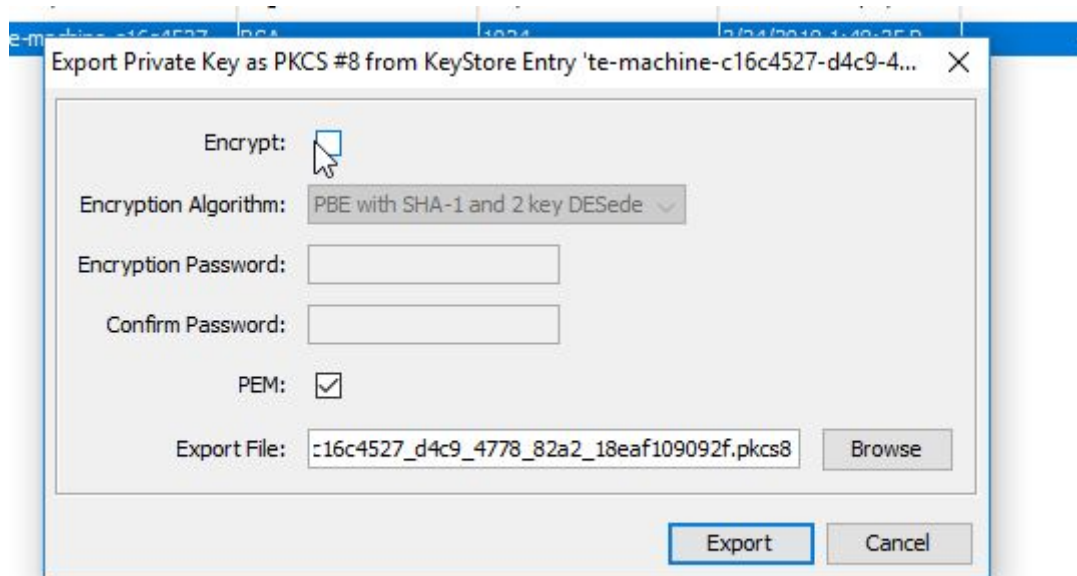 Export Private Key as PKCS #8 from KeyStore Entry 'te-machine-c16c4527-d4c9-4...
Encrypt:
Encryption Algorithm: PBE with SHA-1 and 2 key DESede
Encryption Password:
Confirm Password:
PEM:
Export File: c16c4527_d4c9_4778_82a2_18eaf109092f.pkcs8 Browse
Export Cancel